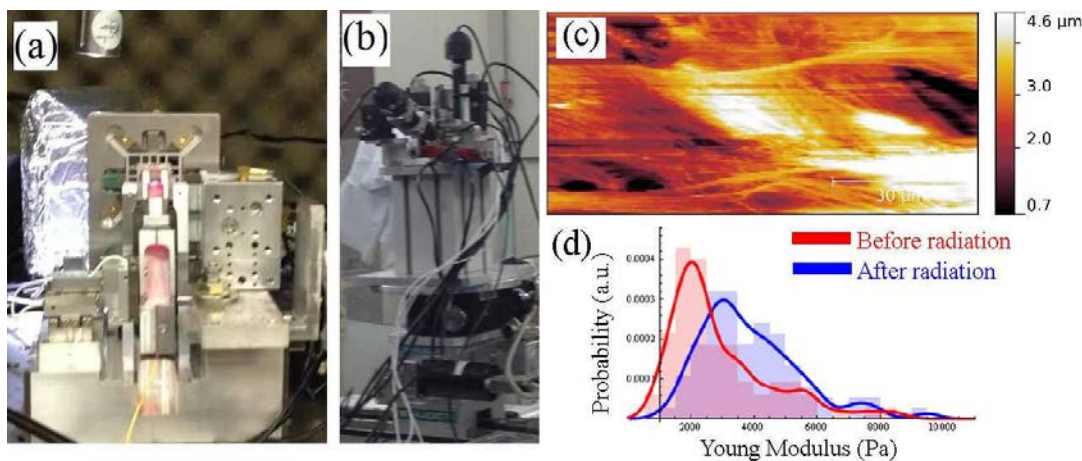 (a)
(b)
(c)
30 μm
4.6 μm
3.0
2.0
0.7
(d)
Before radiation
After radiation
Probability (a.u.)
0.0004
0.0003
0.0002
0.0001
2000 4000 6000 8000 10000
Young Modulus (Pa)